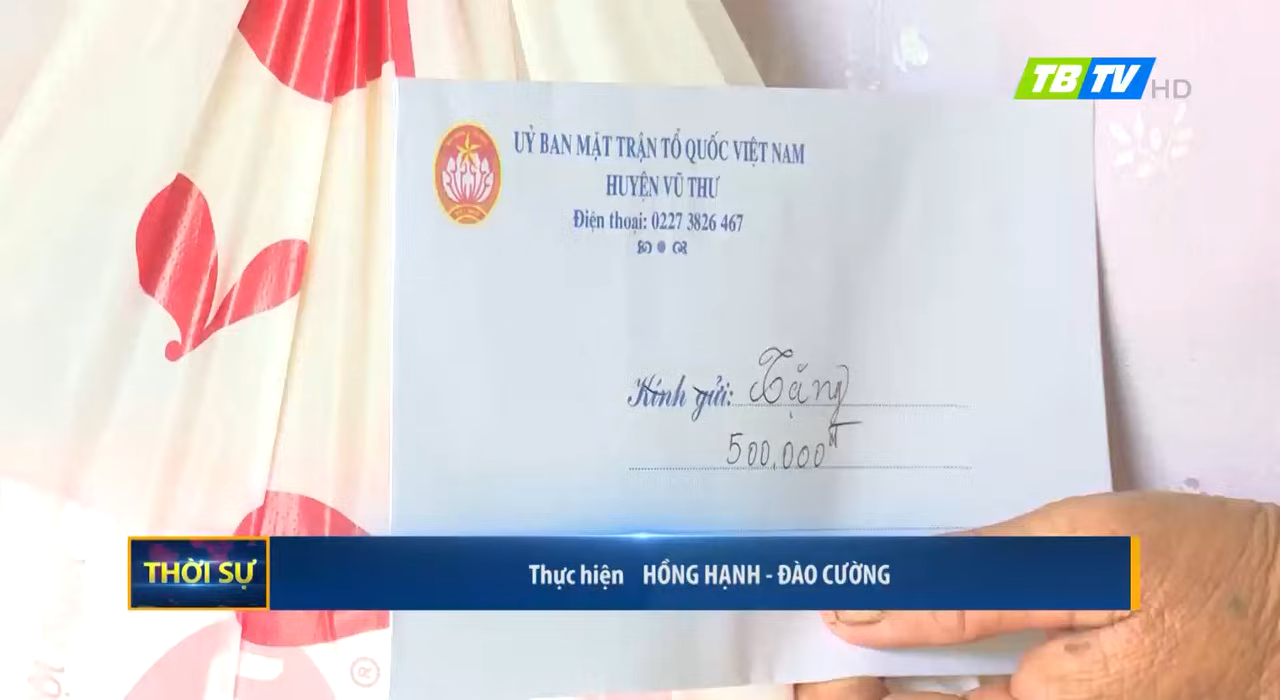 TBTV HD
UỶ BAN MẶT TRẬN TỔ QUỐC VIỆT NAM
HUYỆN VŨ THƯ
Điện thoại: 0227 3826 467
Kính gửi: Tặng
500.000đ
THỜI SỰ
Thực hiện HỒNG HẠNH - ĐÀO CƯỜNG
®